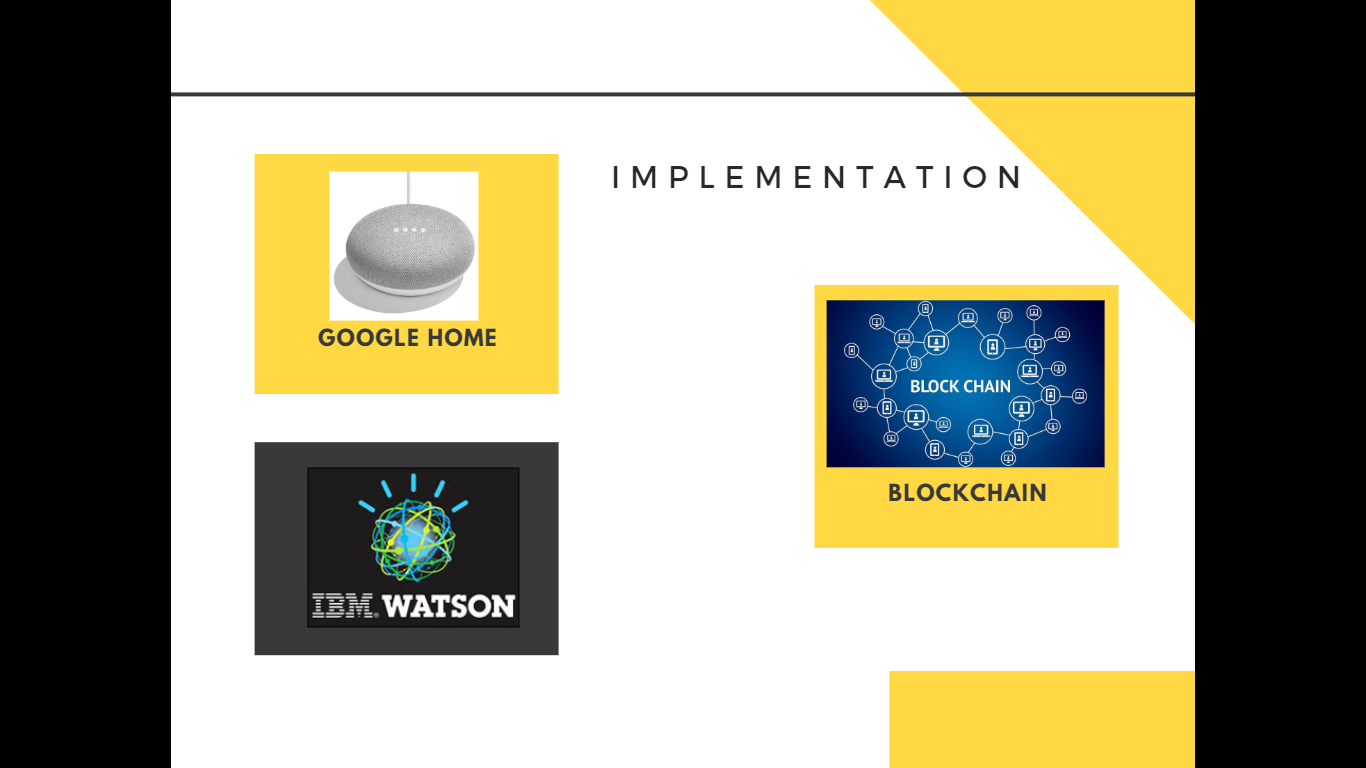 IMPLEMENTATION
GOOGLE HOME
BLOCK CHAIN
BLOCKCHAIN
IBM. WATSON